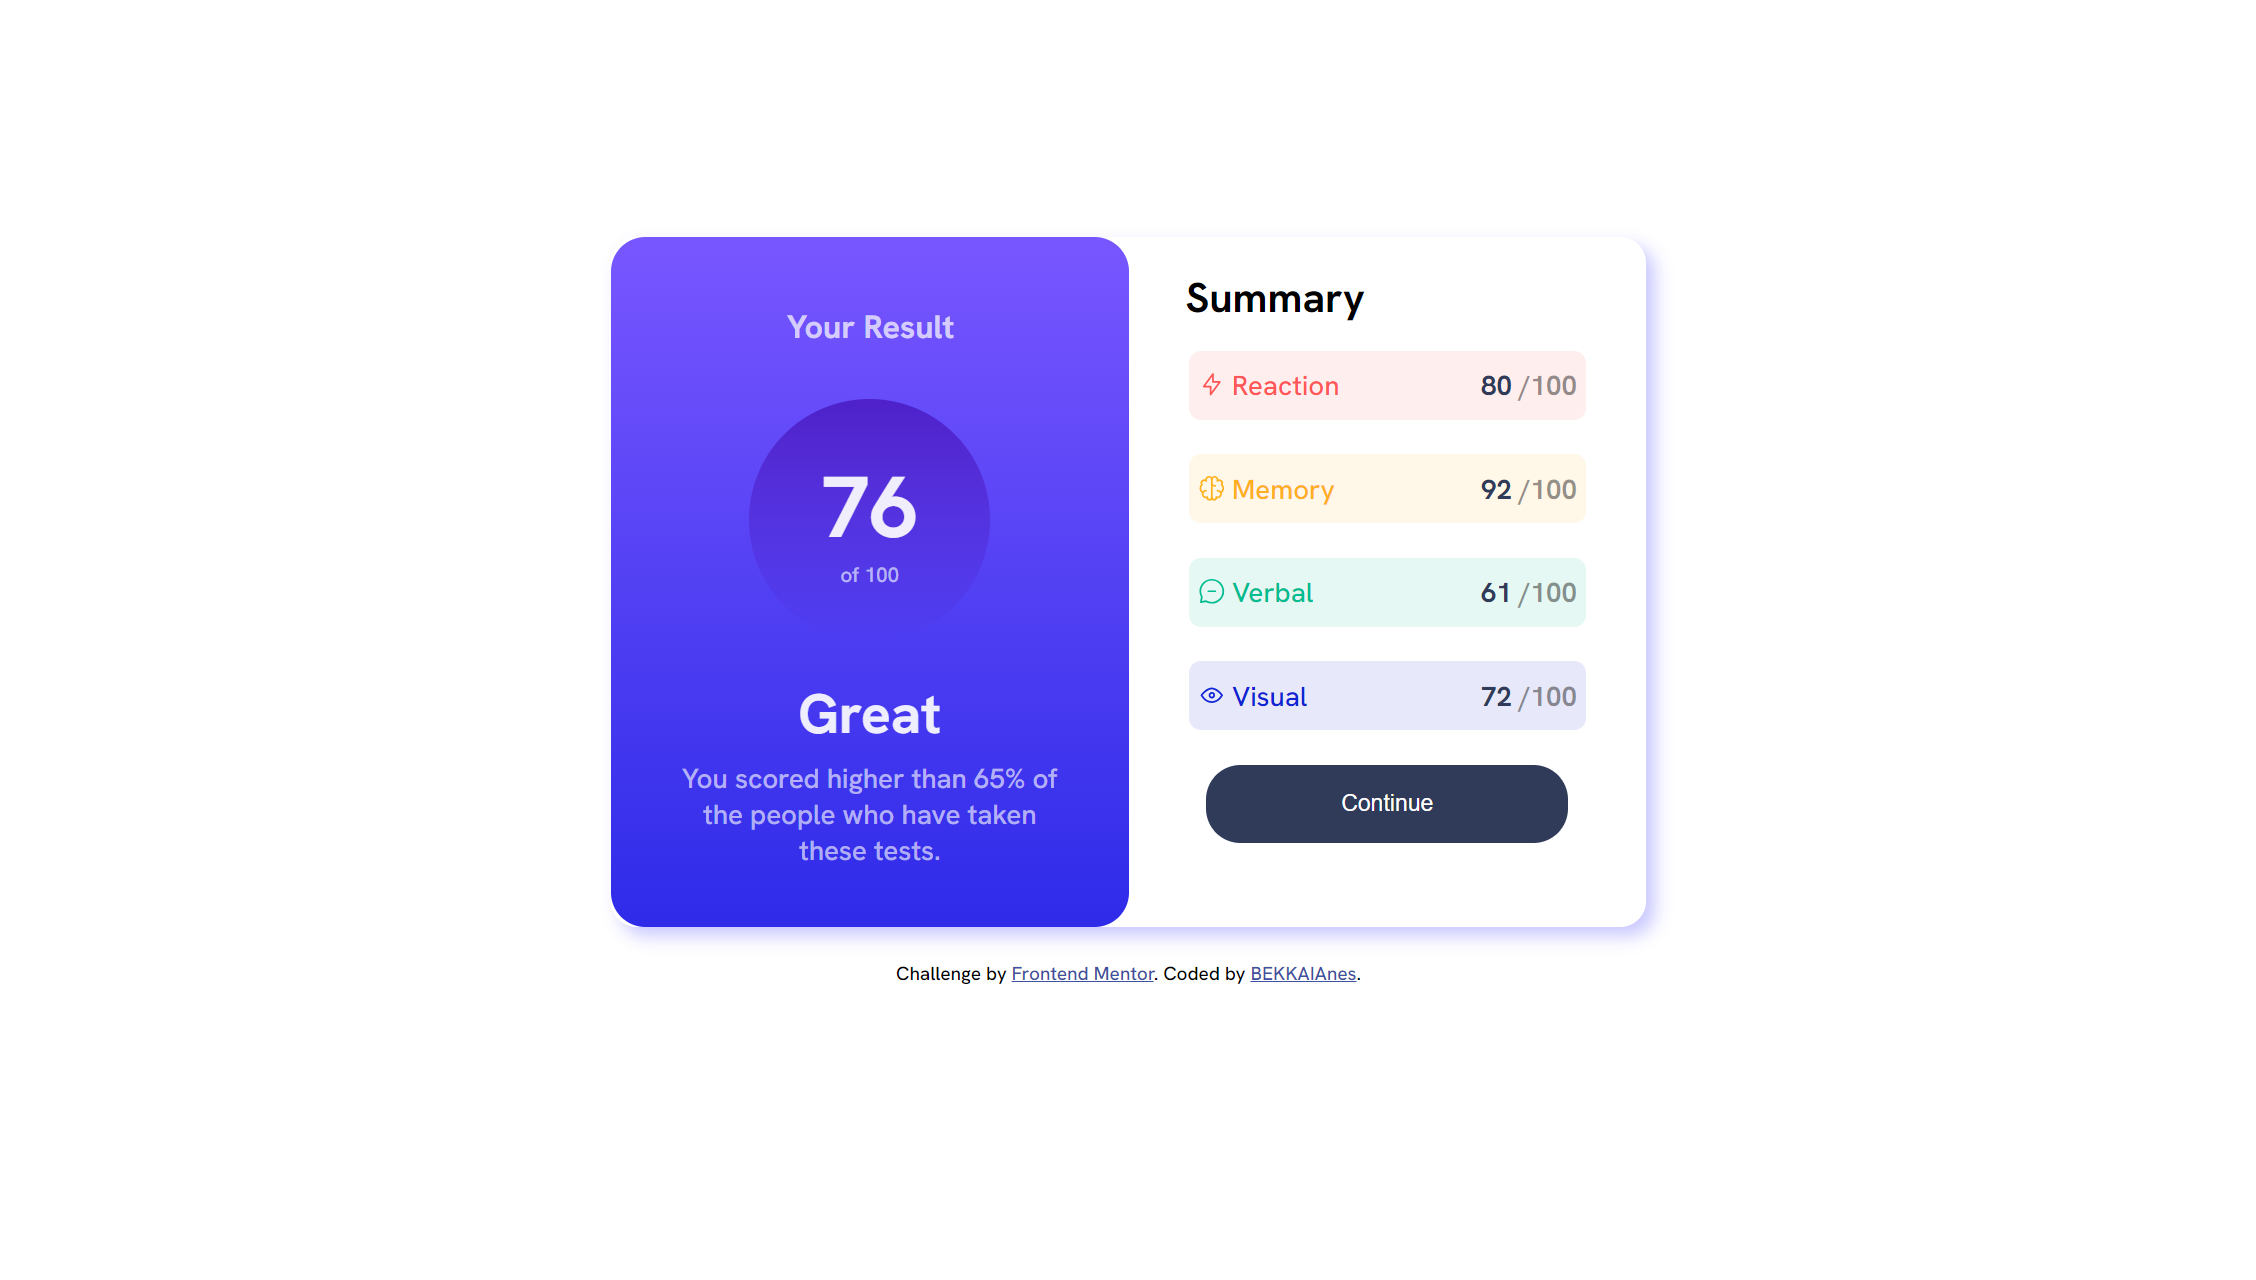 Your Result
76
of 100
Great
You scored higher than 65% of
the people who have taken
these tests.
Summary
Reaction 80 /100
Memory 92 /100
Verbal 61 /100
Visual 72 /100
Continue
Challenge by Frontend Mentor. Coded by BEKKAIAnes.